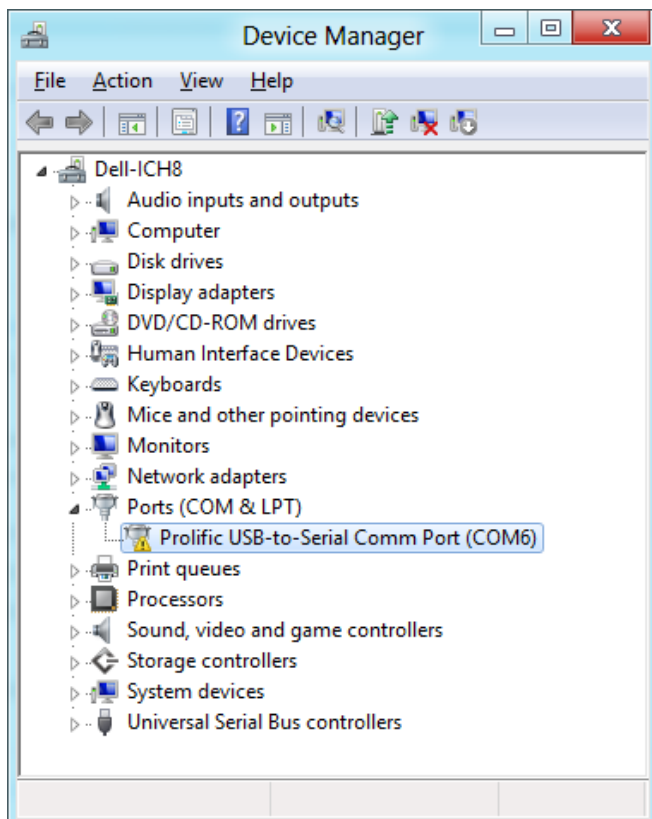 Device Manager
File Action View Help
Dell-ICH8
Audio inputs and outputs
Computer
Disk drives
Display adapters
DVD/CD-ROM drives
Human Interface Devices
Keyboards
Mice and other pointing devices
Monitors
Network adapters
Ports (COM & LPT)
Prolific USB-to-Serial Comm Port (COM6)
Print queues
Processors
Sound, video and game controllers
Storage controllers
System devices
Universal Serial Bus controllers